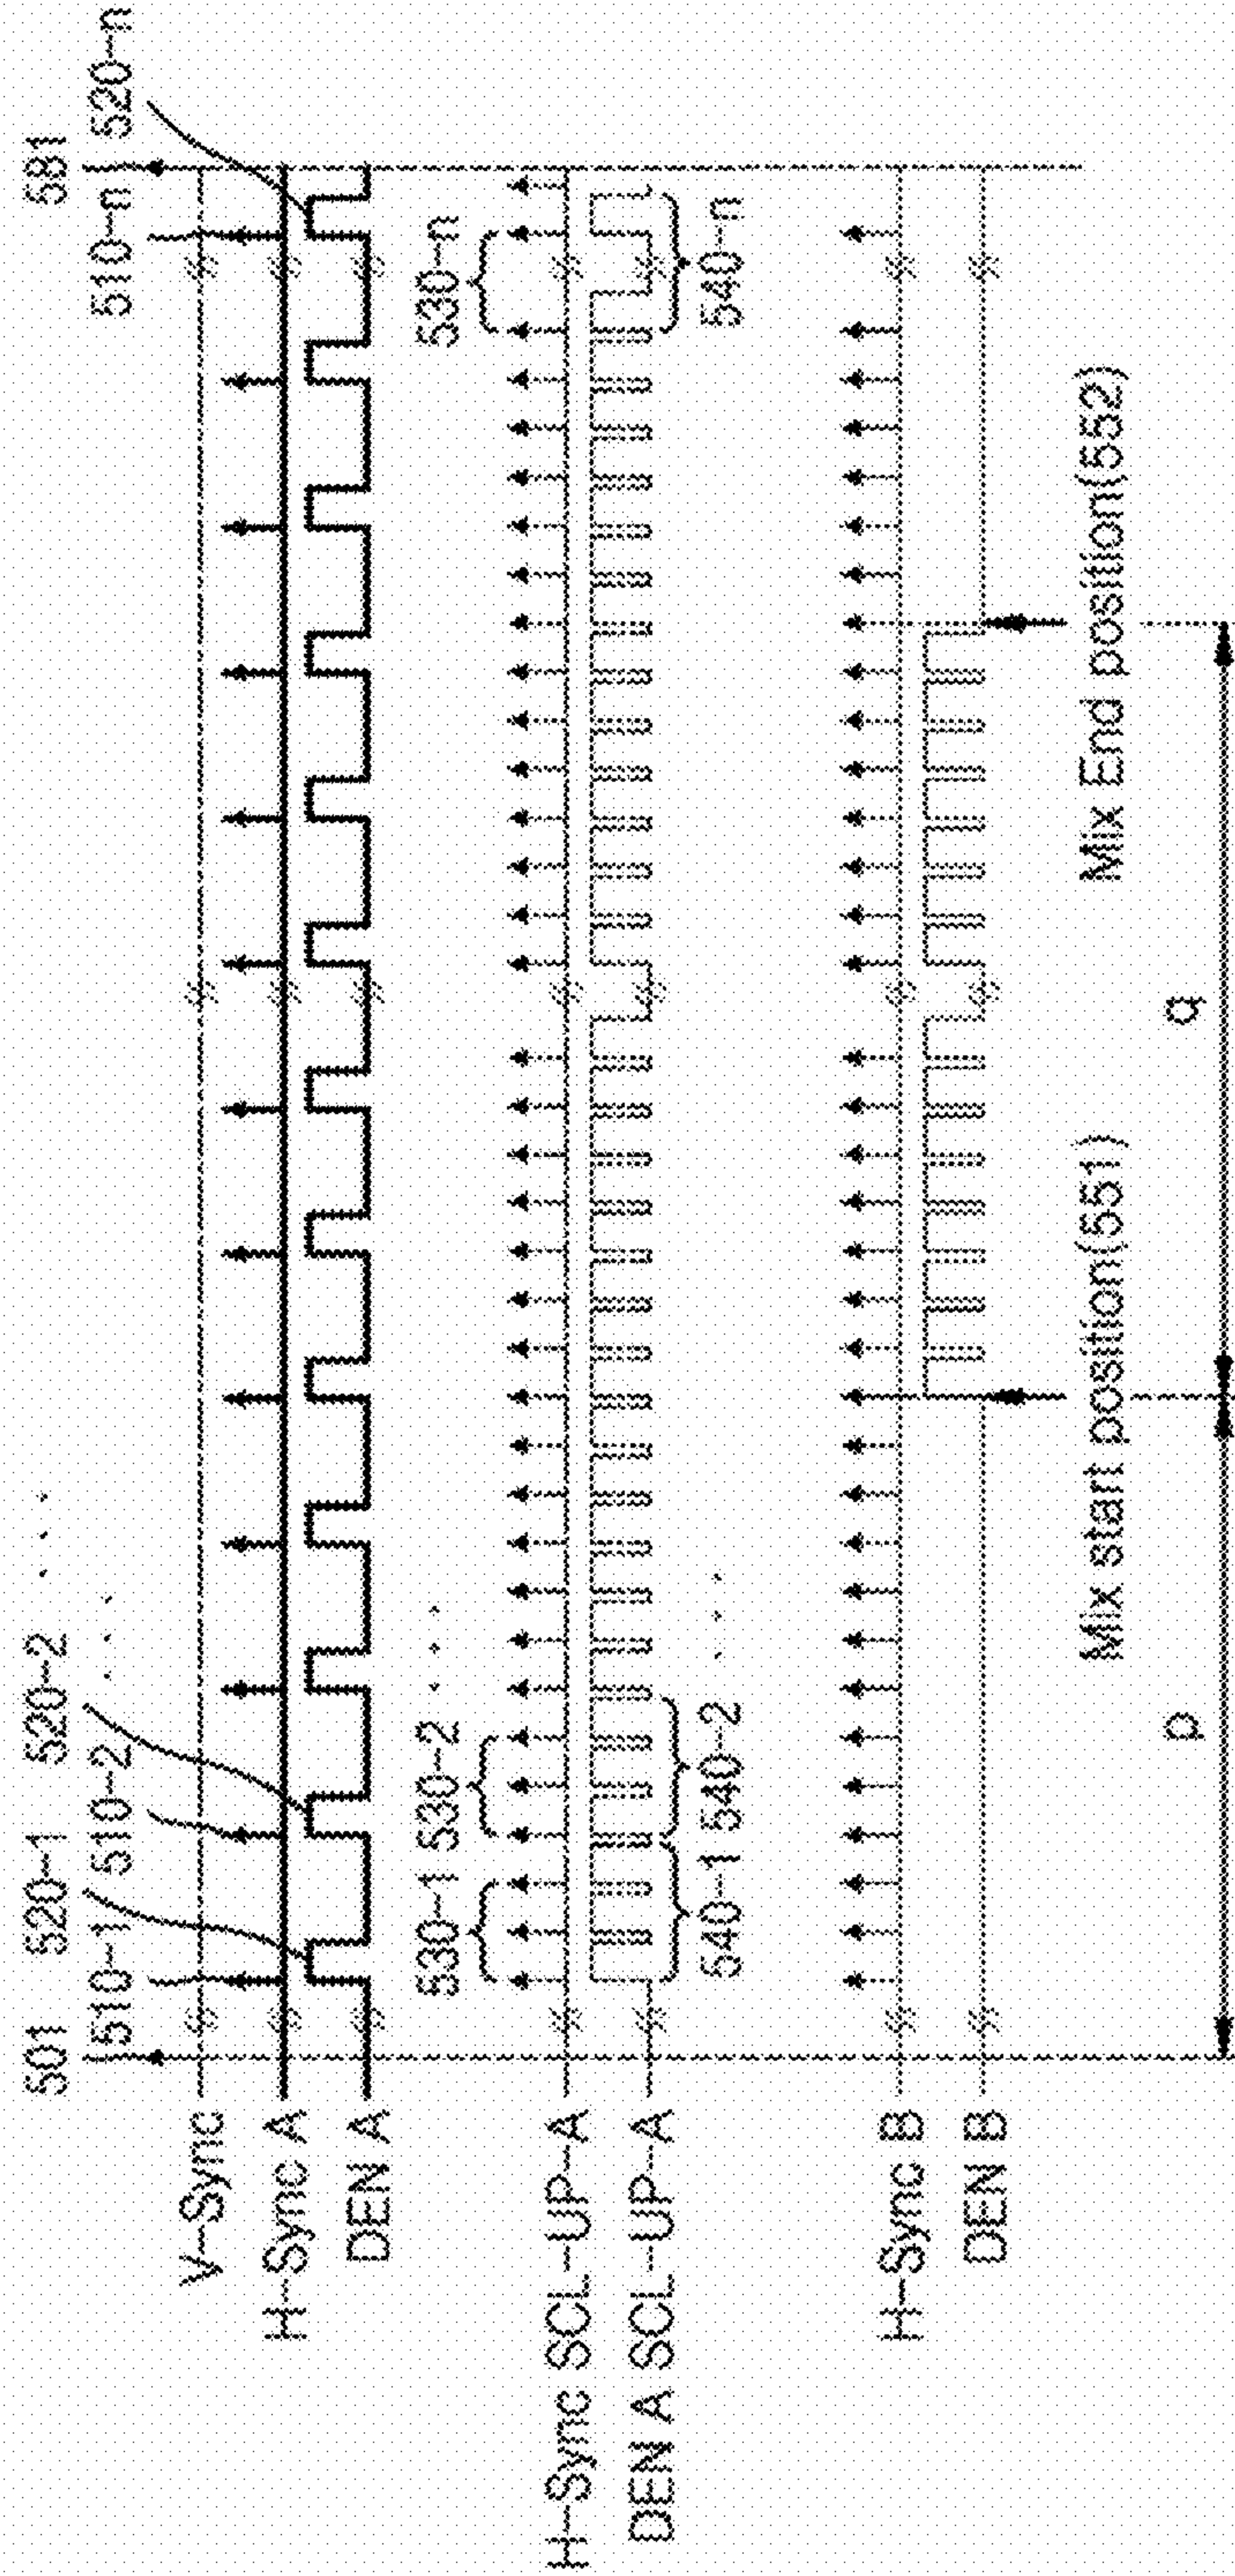 501 520-1 520-2 . . . 581
510-1 510-2 . . . 510-n 520-n
V-Sync
H-Sync A
DEN A
530-1 530-2 . . . 530-n
H-Sync SCL-UP-A
DEN A SCL-UP-A
540-1 540-2 . . . 540-n
H-Sync B
DEN B
Mix start position(551) Mix End position(552)
p q